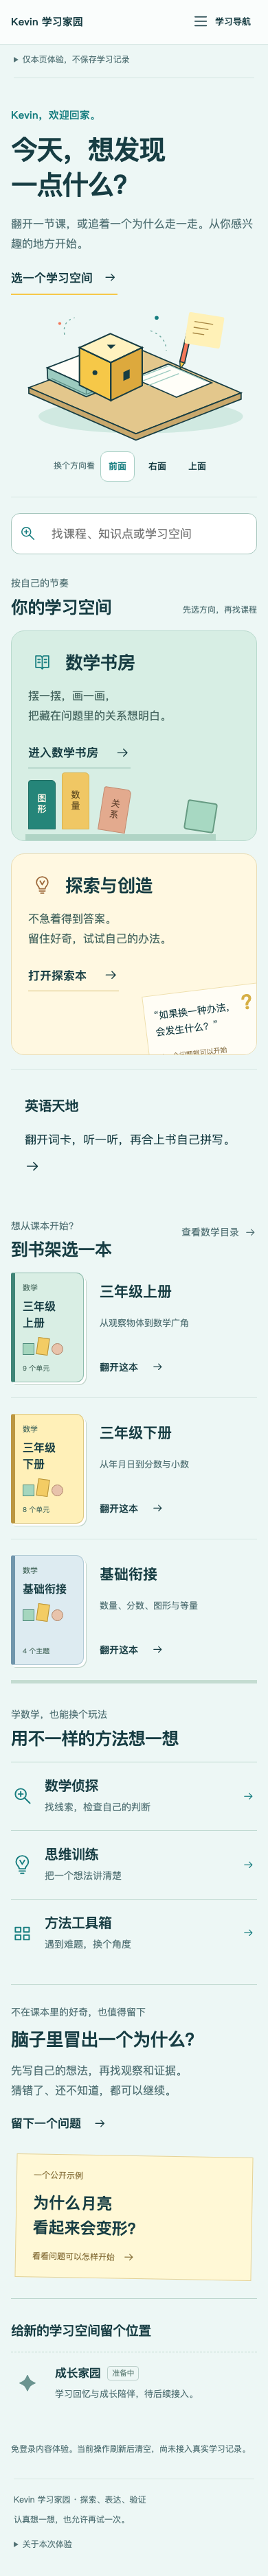 Kevin 学习家园
学习导航
仅本页体验，不保存学习记录
Kevin，欢迎回家。
今天，想发现
一点什么？
翻开一节课，或追着一个为什么走一走。从你感兴
趣的地方开始。
选一个学习空间 →
换个方向看 前面 右面 上面
找课程、知识点或学习空间
按自己的节奏
你的学习空间
先选方向，再找课程
数学书房
摆一摆，画一画，
把藏在问题里的关系想明白。
进入数学书房 →
图形
数量
关系
探索与创造
不急着得到答案。
留住好奇，试试自己的办法。
打开探索本 →
?
“如果换一种办法，
会发生什么？”
英语天地
翻开词卡，听一听，再合上书自己拼写。
→
想从课本开始？
到书架选一本
查看数学目录 →
数学
三年级
上册
9 个单元
三年级上册
从观察物体到数学广角
翻开这本 →
数学
三年级
下册
8 个单元
三年级下册
从年月日到分数与小数
翻开这本 →
数学
基础衔接
4 个主题
基础衔接
数量、分数、图形与等量
翻开这本 →
学数学，也能换个玩法
用不一样的方法想一想
数学侦探
找线索，检查自己的判断
→
思维训练
把一个想法讲清楚
→
方法工具箱
遇到难题，换个角度
→
不在课本里的好奇，也值得留下
脑子里冒出一个为什么？
先写自己的想法，再找观察和证据。
猜错了、还不知道，都可以继续。
留下一个问题 →
一个公开示例
为什么月亮
看起来会变形？
看看问题可以怎样开始 →
给新的学习空间留个位置
成长家园 准备中
学习回忆与成长陪伴，待后续接入。
免登录内容体验。当前操作刷新后清空，尚未接入真实学习记录。
Kevin 学习家园 · 探索、表达、验证
认真想一想，也允许再试一次。
关于本次体验